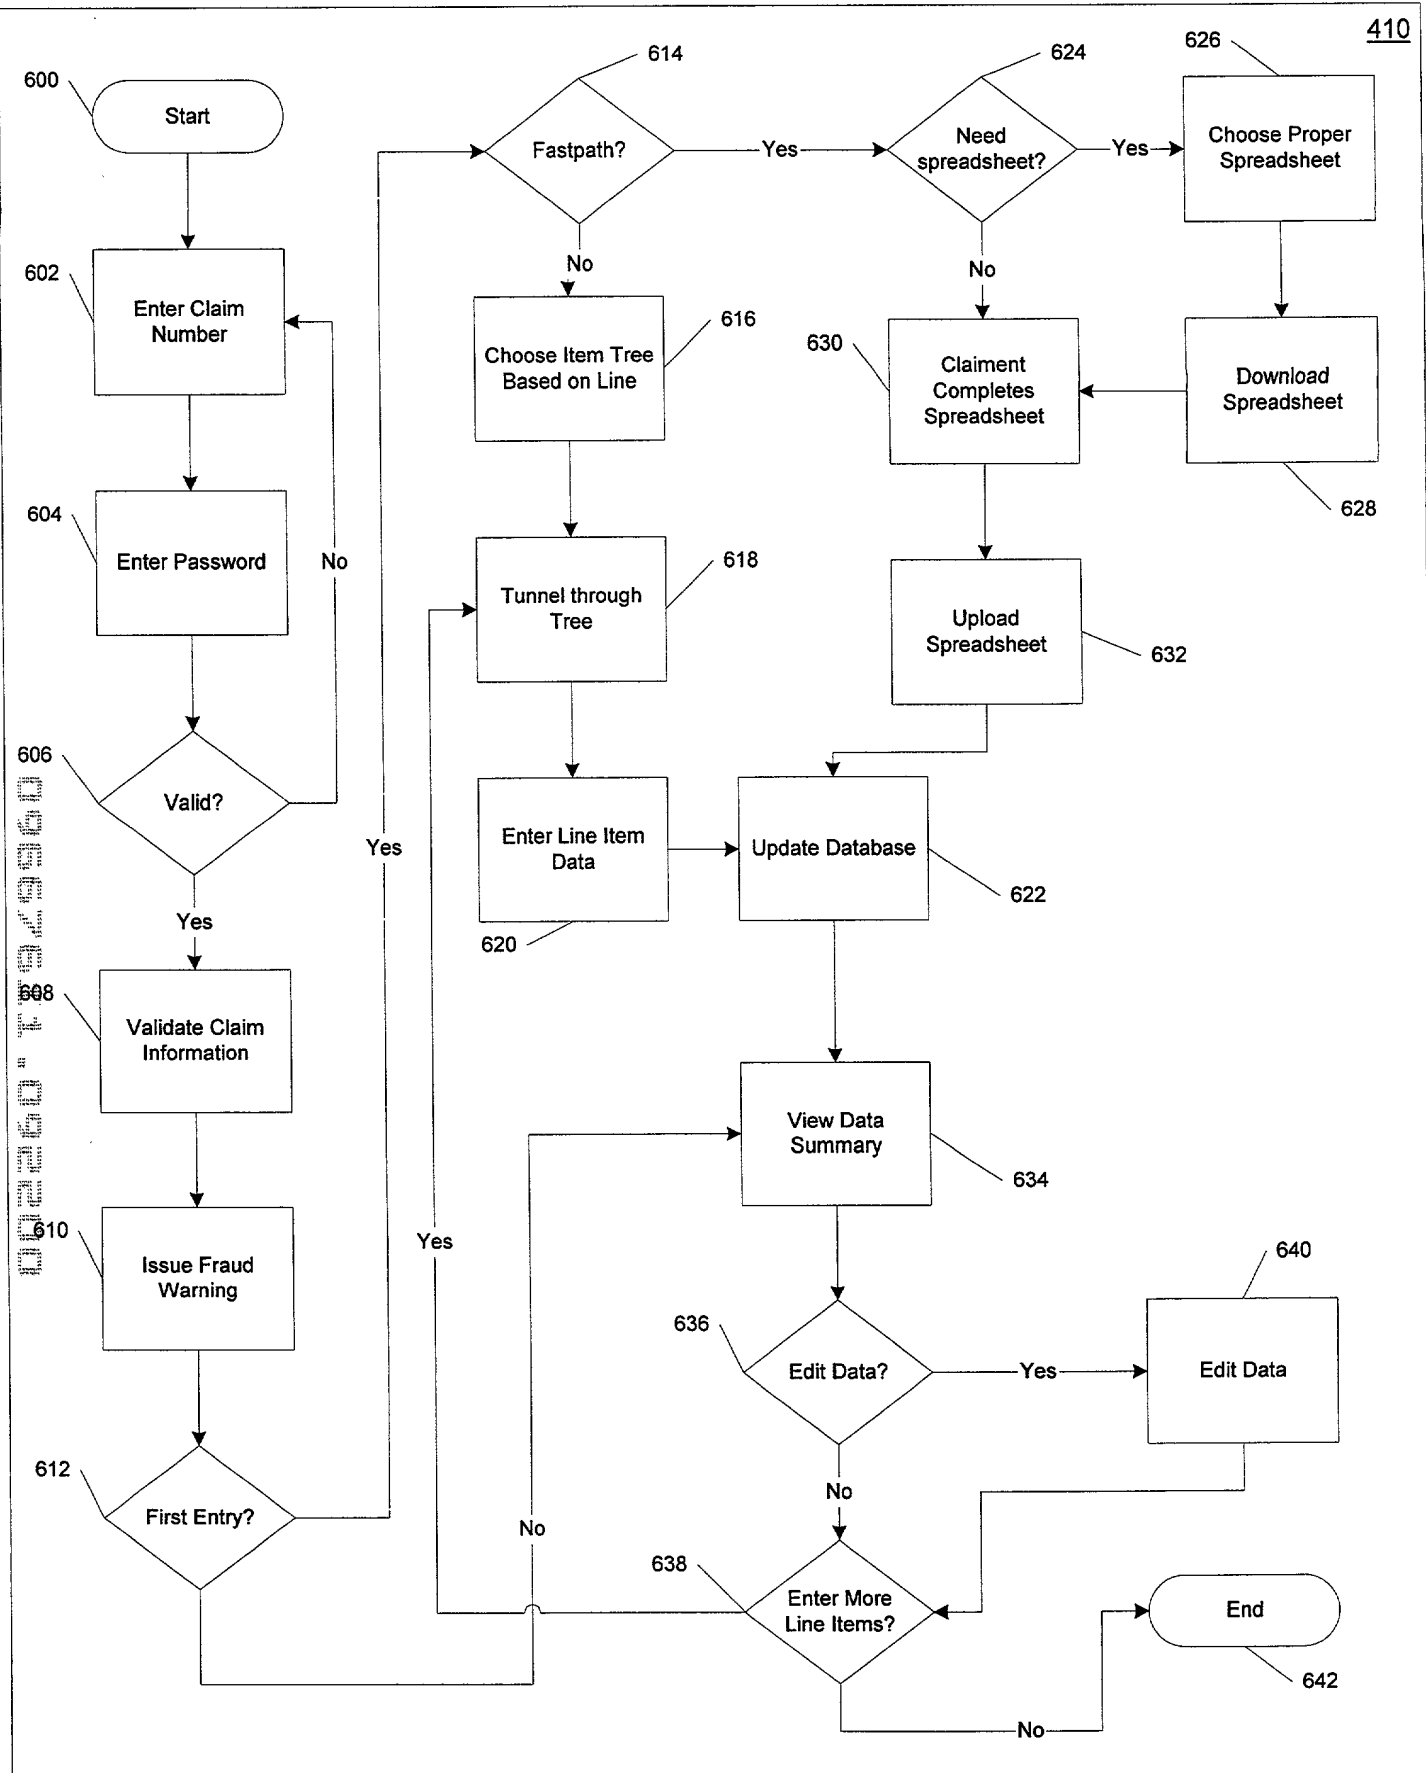 410
600
Start
602
Enter Claim
Number
604
Enter Password
No
606
Valid?
Yes
608
Validate Claim
Information
610
Issue Fraud
Warning
612
First Entry?
Yes
No
614
Fastpath?
Yes
No
616
Choose Item Tree
Based on Line
618
Tunnel through
Tree
620
Enter Line Item
Data
Yes
624
Need
spreadsheet?
Yes
No
626
Choose Proper
Spreadsheet
628
Download
Spreadsheet
630
Claiment
Completes
Spreadsheet
632
Upload
Spreadsheet
622
Update Database
634
View Data
Summary
636
Edit Data?
Yes
No
640
Edit Data
638
Enter More
Line Items?
No
End
642